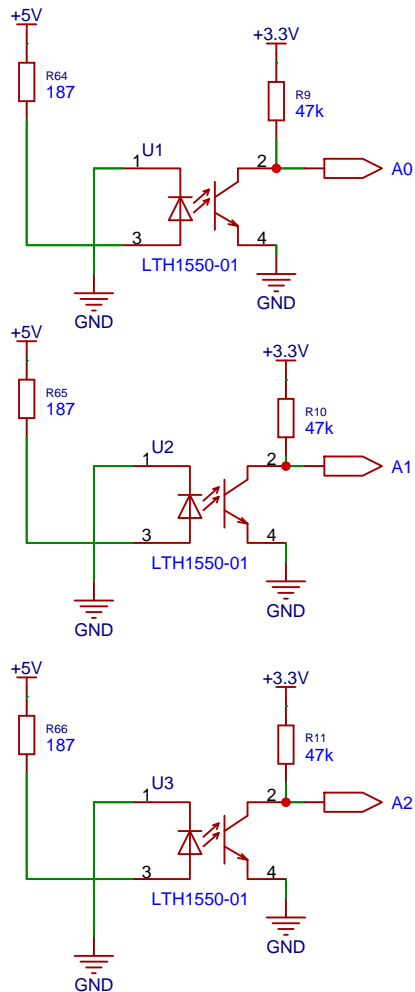 +5V
R64
187
+3.3V
R9
47k
U1
1
2
A0
3
4
LTH1550-01
GND
GND
+5V
R65
187
+3.3V
R10
47k
U2
1
2
A1
3
4
LTH1550-01
GND
GND
+5V
R66
187
+3.3V
R11
47k
U3
1
2
A2
3
4
LTH1550-01
GND
GND